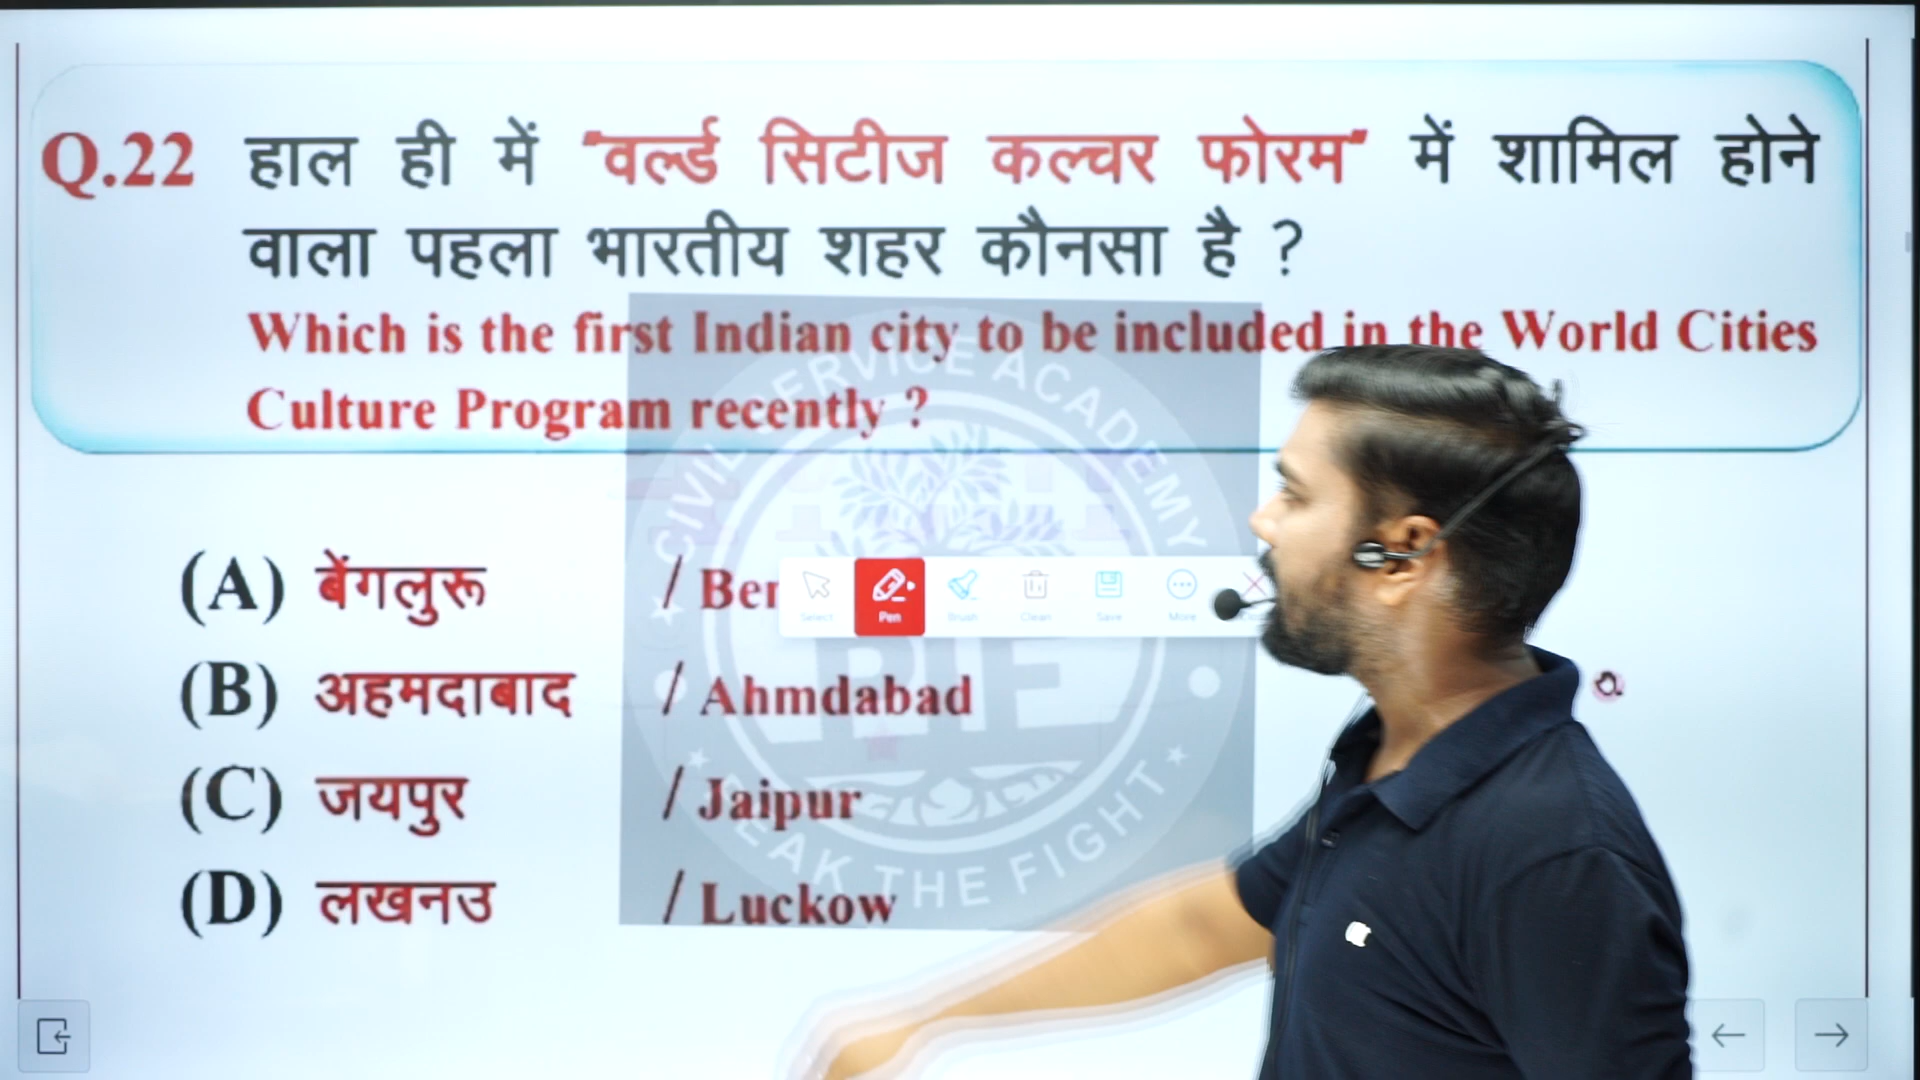 Q.22 हाल ही में "वर्ल्ड सिटीज कल्चर फोरम" में शामिल होने
वाला पहला भारतीय शहर कौनसा है ?
Which is the first Indian city to be included in the World Cities
Culture Program recently ?
CIVIL SERVICE ACADEMY
(A) बेंगलुरू / Ben
Select Pen Brush Clean Save More
(B) अहमदाबाद / Ahmdabad
(C) जयपुर / Jaipur
(D) लखनउ / Luckow
THE FIGHT